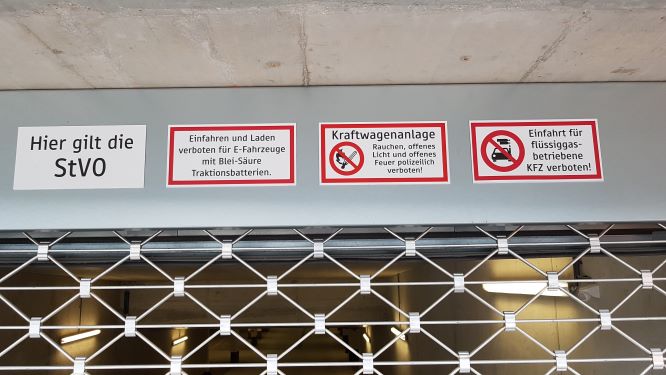 Hier gilt die
StVO
Einfahren und Laden
verboten für E-Fahrzeuge
mit Blei-Säure
Traktionsbatterien.
Kraftwagenanlage
Rauchen, offenes
Licht und offenes
Feuer polizeilich
verboten!
Einfahrt für
flüssiggas-
betriebene
KFZ verboten!